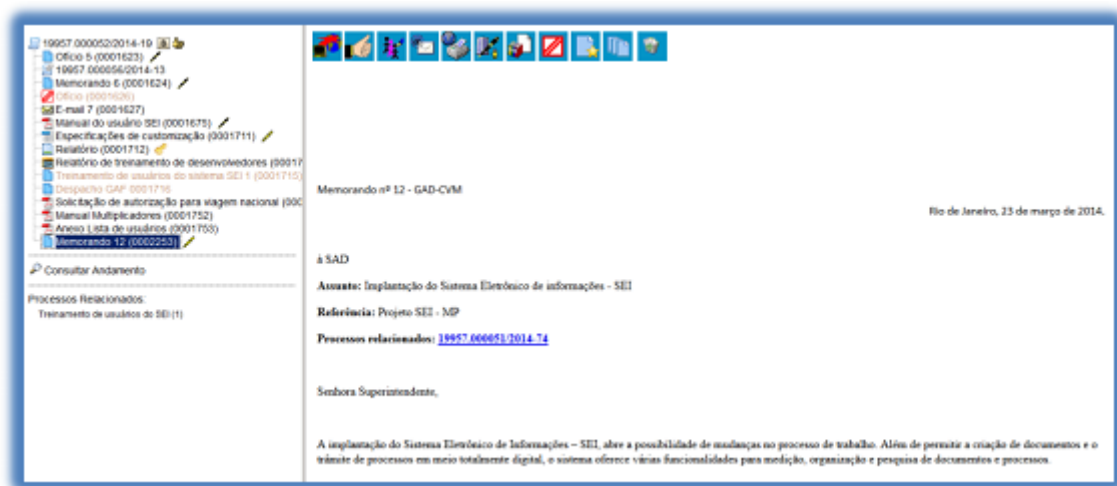 19957.000052/2014-19
Ofício 5 (0001623)
19957.000056/2014-13
Memorando 6 (0001624)
Ofício (0001626)
E-mail 7 (0001627)
Manual do usuário SEI (0001675)
Especificações de customização (0001711)
Relatório (0001712)
Relatório de treinamento de desenvolvedores (00017
Treinamento de usuários do sistema SEI 1 (0001715)
Despacho GAF 0001716
Solicitação de autorização para viagem nacional (000
Manual Multiplicadores (0001752)
Anexo Lista de usuários (0001753)
Memorando 12 (0002253)
Consultar Andamento
Processos Relacionados:
Treinamento de usuários do SEI (1)
Memorando nº 12 - GAD-CVM
Rio de Janeiro, 23 de março de 2014.
à SAD
Assunto: Implantação do Sistema Eletrônico de informações - SEI
Referência: Projeto SEI - MP
Processos relacionados: 19957.000051/2014-74
Senhora Superintendente,
A implantação do Sistema Eletrônico de Informações – SEI, abre a possibilidade de mudanças no processo de trabalho. Além de permitir a criação de documentos e o
trâmite de processos em meio totalmente digital, o sistema oferece várias funcionalidades para medição, organização e pesquisa de documentos e processos.